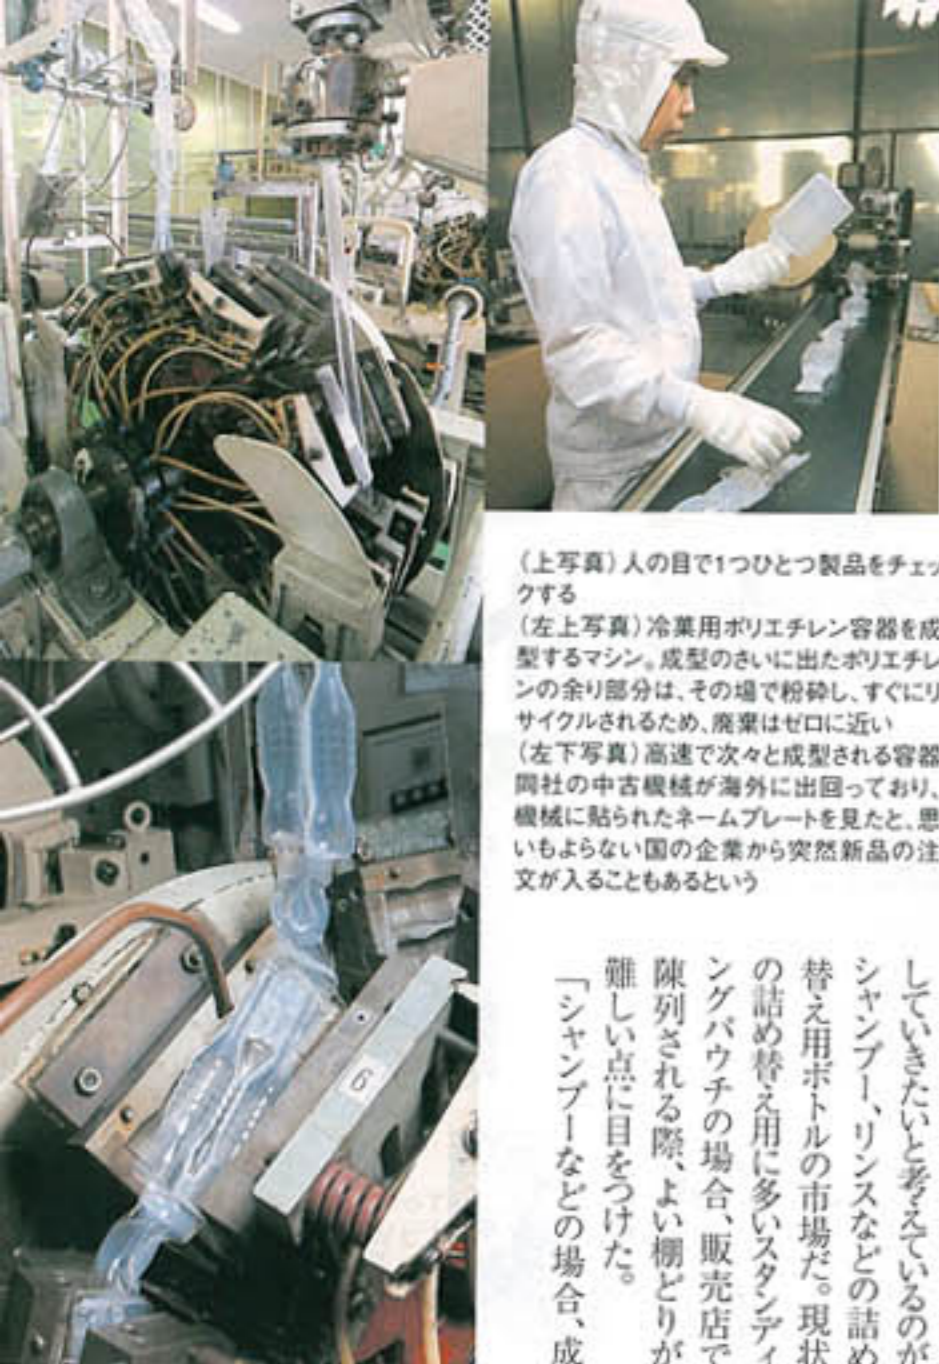 (上写真)人の目で1つひとつ製品をチェッ
クする
(左上写真)冷菓用ポリエチレン容器を成
型するマシン。成型のさいに出たポリエチレ
ンの余り部分は、その場で粉砕し、すぐにリ
サイクルされるため、廃棄はゼロに近い
(左下写真)高速で次々と成型される容器
同社の中古機械が海外に出回っており、
機械に貼られたネームプレートを見たと、思
いもよらない国の企業から突然新品の注
文が入ることもあるという
していきたいと考えているのが
シャンプー、リンスなどの詰め
替え用ボトルの市場だ。現状
の詰め替え用に多いスタンディ
ングパウチの場合、販売店で
陳列される際、よい棚どりが
難しい点に目をつけた。
「シャンプーなどの場合、成
6